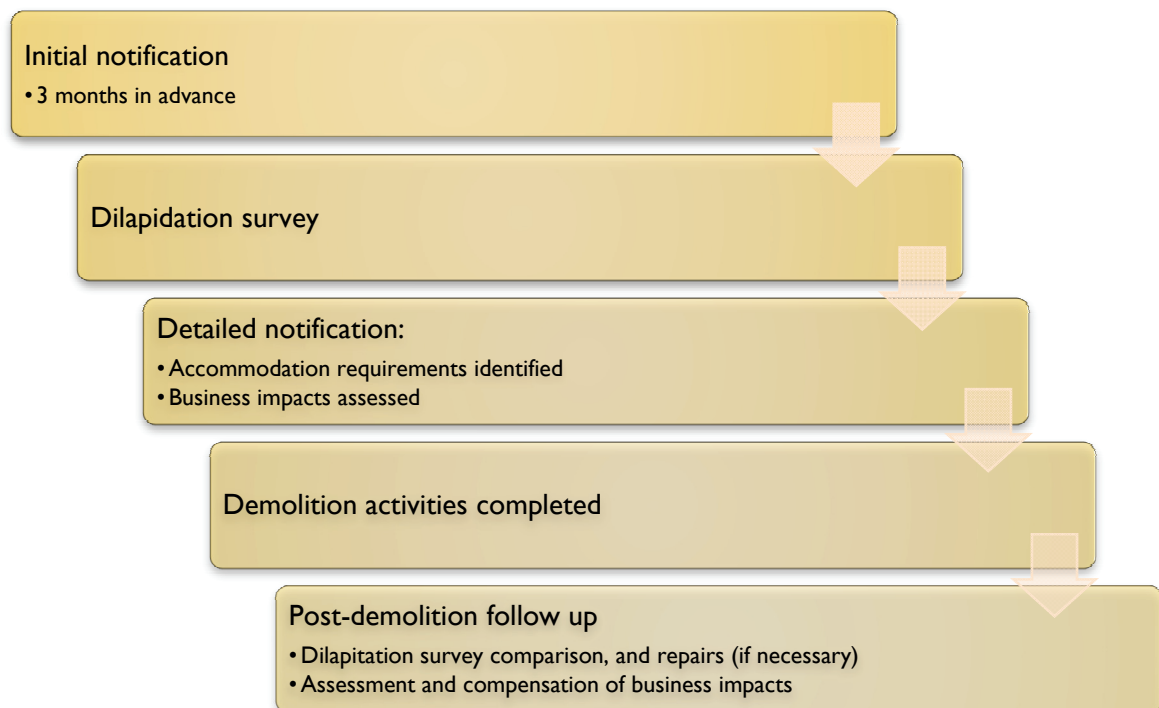 Initial notification
• 3 months in advance
Dilapidation survey
Detailed notification:
• Accommodation requirements identified
• Business impacts assessed
Demolition activities completed
Post-demolition follow up
• Dilapitation survey comparison, and repairs (if necessary)
• Assessment and compensation of business impacts